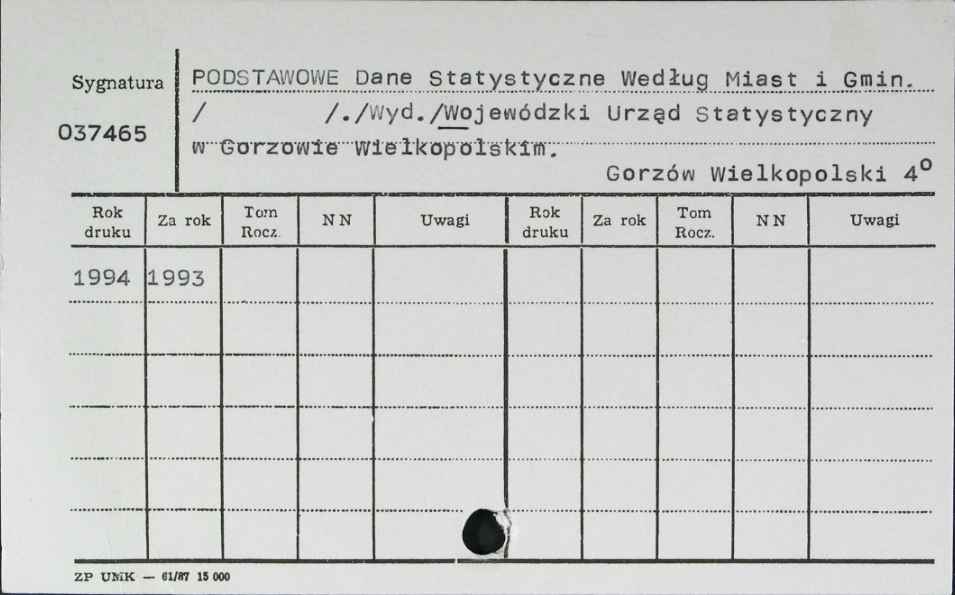 Sygnatura
037465
PODSTAWOWE Dane Statystyczne Według Miast i Gmin.
/ /./Wyd./Wojewódzki Urząd Statystyczny
w Gorzowie Wielkopolskim.
Gorzów Wielkopolski 4º
Rok druku Za rok Tom Rocz. NN Uwagi Rok druku Za rok Tom Rocz. NN Uwagi
1994 1993
ZP UMK — 61/87 15 000